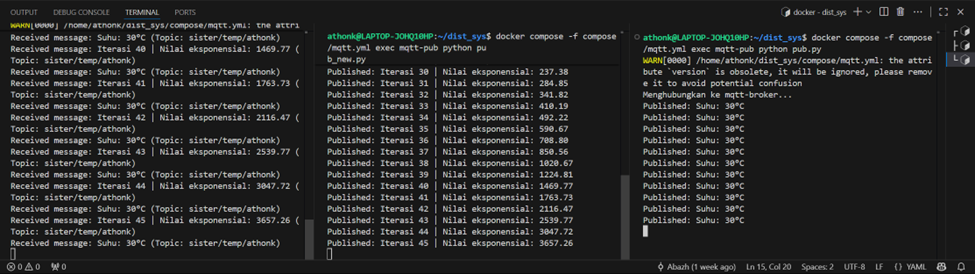 OUTPUT DEBUG CONSOLE TERMINAL PORTS
docker - dist_sys
WARN[0000] /home/athonk/dist_sys/compose/mqtt.yml: the attri
Received message: Suhu: 30°C (Topic: sister/temp/athonk)
Received message: Iterasi 40 | Nilai eksponensial: 1469.77 (
Topic: sister/temp/athonk)
Received message: Suhu: 30°C (Topic: sister/temp/athonk)
Received message: Iterasi 41 | Nilai eksponensial: 1763.73 (
Topic: sister/temp/athonk)
Received message: Suhu: 30°C (Topic: sister/temp/athonk)
Received message: Iterasi 42 | Nilai eksponensial: 2116.47 (
Topic: sister/temp/athonk)
Received message: Suhu: 30°C (Topic: sister/temp/athonk)
Received message: Iterasi 43 | Nilai eksponensial: 2539.77 (
Topic: sister/temp/athonk)
Received message: Suhu: 30°C (Topic: sister/temp/athonk)
Received message: Iterasi 44 | Nilai eksponensial: 3047.72 (
Topic: sister/temp/athonk)
Received message: Suhu: 30°C (Topic: sister/temp/athonk)
Received message: Iterasi 45 | Nilai eksponensial: 3657.26 (
Topic: sister/temp/athonk)
Received message: Suhu: 30°C (Topic: sister/temp/athonk)
athonk@LAPTOP-JOHQ10HP:~/dist_sys$ docker compose -f compose
/mqtt.yml exec mqtt-pub python pu
b_new.py
Published: Iterasi 30 | Nilai eksponensial: 237.38
Published: Iterasi 31 | Nilai eksponensial: 284.85
Published: Iterasi 32 | Nilai eksponensial: 341.82
Published: Iterasi 33 | Nilai eksponensial: 410.19
Published: Iterasi 34 | Nilai eksponensial: 492.22
Published: Iterasi 35 | Nilai eksponensial: 590.67
Published: Iterasi 36 | Nilai eksponensial: 708.80
Published: Iterasi 37 | Nilai eksponensial: 850.56
Published: Iterasi 38 | Nilai eksponensial: 1020.67
Published: Iterasi 39 | Nilai eksponensial: 1224.81
Published: Iterasi 40 | Nilai eksponensial: 1469.77
Published: Iterasi 41 | Nilai eksponensial: 1763.73
Published: Iterasi 42 | Nilai eksponensial: 2116.47
Published: Iterasi 43 | Nilai eksponensial: 2539.77
Published: Iterasi 44 | Nilai eksponensial: 3047.72
Published: Iterasi 45 | Nilai eksponensial: 3657.26
athonk@LAPTOP-JOHQ10HP:~/dist_sys$ docker compose -f compose
/mqtt.yml exec mqtt-pub python pub.py
WARN[0000] /home/athonk/dist_sys/compose/mqtt.yml: the attri
bute `version` is obsolete, it will be ignored, please remov
e it to avoid potential confusion
Menghubungkan ke mqtt-broker...
Published: Suhu: 30°C
Published: Suhu: 30°C
Published: Suhu: 30°C
Published: Suhu: 30°C
Published: Suhu: 30°C
Published: Suhu: 30°C
Published: Suhu: 30°C
Published: Suhu: 30°C
Published: Suhu: 30°C
Published: Suhu: 30°C
Published: Suhu: 30°C
0 0 0 Abazh (1 week ago) Ln 15, Col 20 Spaces: 2 UTF-8 LF {} YAML